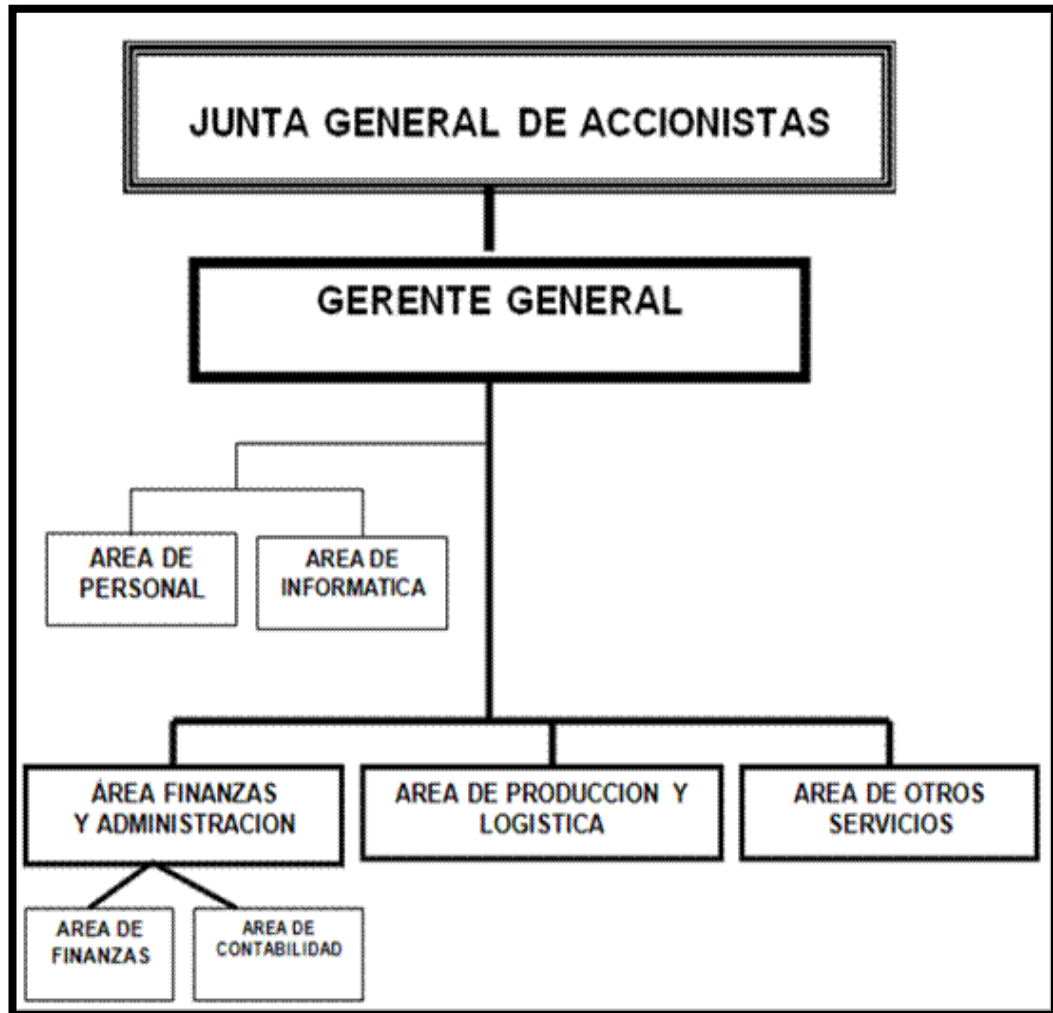 JUNTA GENERAL DE ACCIONISTAS
GERENTE GENERAL
AREA DE
PERSONAL
AREA DE
INFORMATICA
ÁREA FINANZAS
Y ADMINISTRACION
AREA DE PRODUCCION Y
LOGISTICA
AREA DE OTROS
SERVICIOS
AREA DE
FINANZAS
AREA DE
CONTABILIDAD